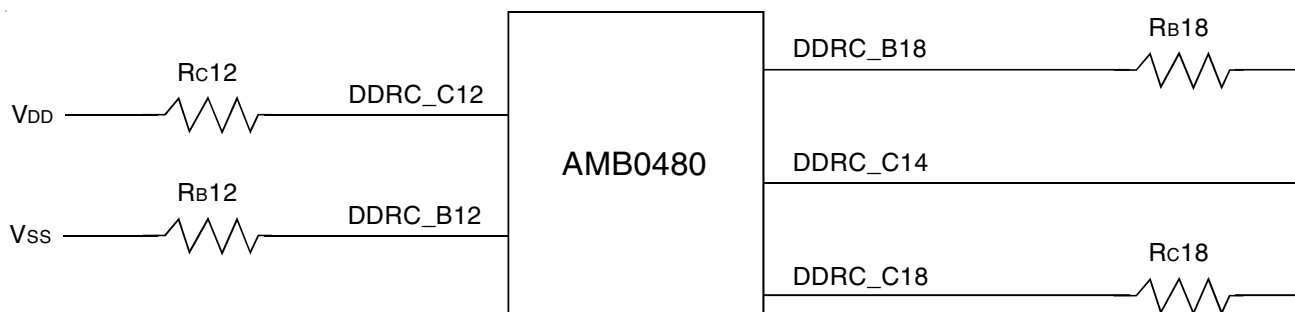 RC12
VDD
DDRC_C12
RB12
VSS
DDRC_B12
AMB0480
DDRC_B18
RB18
DDRC_C14
DDRC_C18
RC18